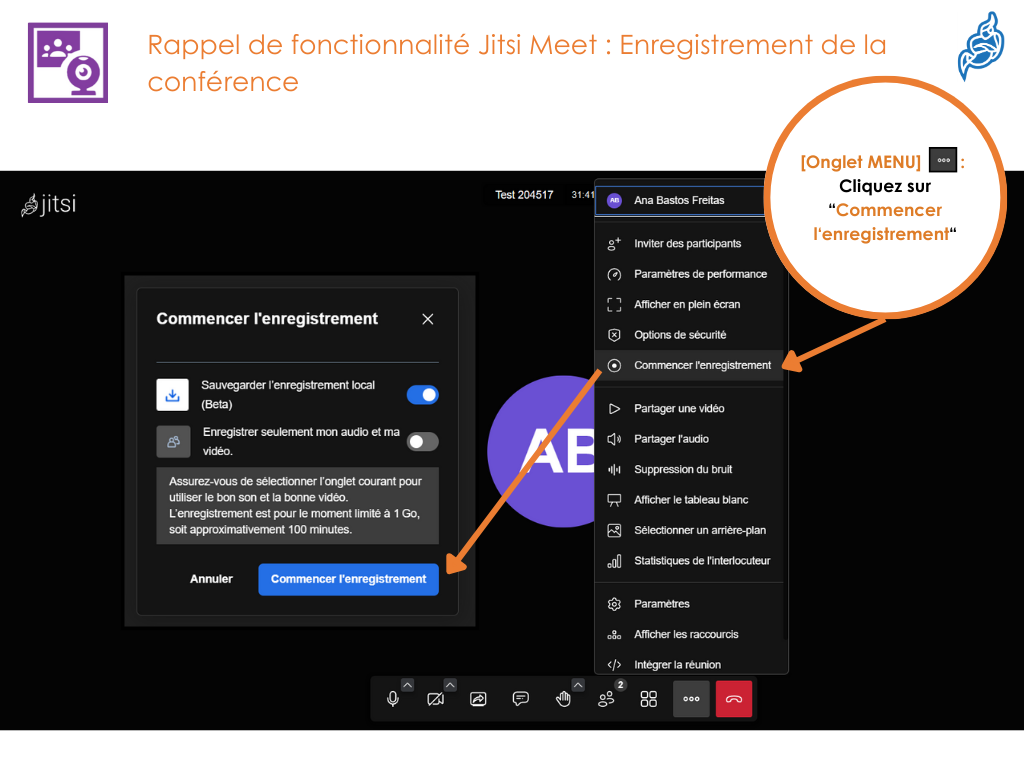 Rappel de fonctionnalité Jitsi Meet : Enregistrement de la
conférence
[Onglet MENU] :
Cliquez sur
“Commencer
l'enregistrement“
jitsi
Test 204517
31:41
AB
Ana Bastos Freitas
Inviter des participants
Paramètres de performance
Afficher en plein écran
Options de sécurité
Commencer l'enregistrement
Partager une vidéo
Partager l'audio
Suppression du bruit
Afficher le tableau blanc
Sélectionner un arrière-plan
Statistiques de l'interlocuteur
Paramètres
Afficher les raccourcis
Intégrer la réunion
Commencer l'enregistrement
Sauvegarder l'enregistrement local
(Beta)
Enregistrer seulement mon audio et ma
vidéo.
Assurez-vous de sélectionner l'onglet courant pour
utiliser le bon son et la bonne vidéo.
L'enregistrement est pour le moment limité à 1 Go,
soit approximativement 100 minutes.
Annuler
Commencer l'enregistrement
AB
2